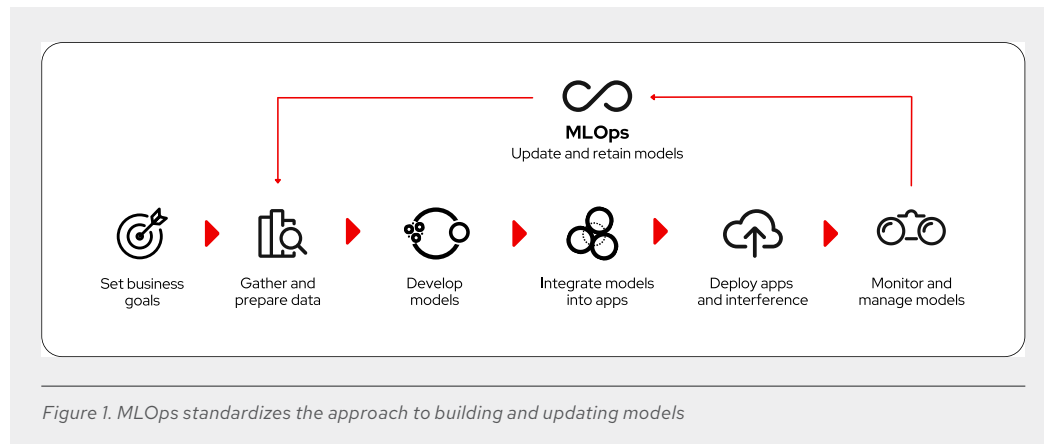 MLOps
Update and retain models
Set business
goals
Gather and
prepare data
Develop
models
Integrate models
into apps
Deploy apps
and interference
Monitor and
manage models
Figure 1. MLOps standardizes the approach to building and updating models